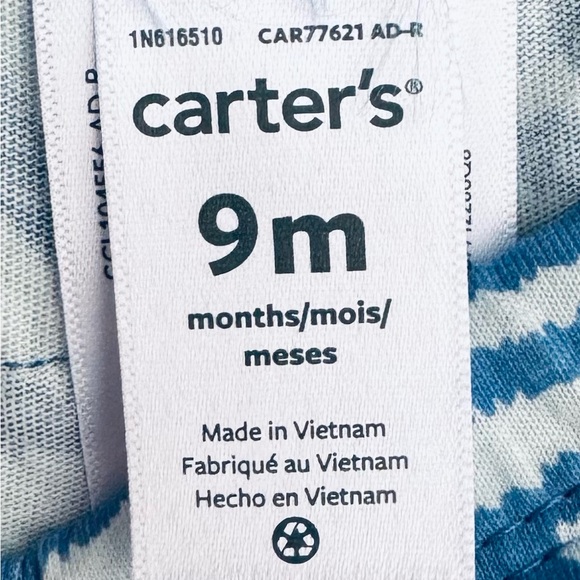 1N616510 CAR77621 AD-R
carter's®
9m
months/mois/
meses
Made in Vietnam
Fabriqué au Vietnam
Hecho en Vietnam